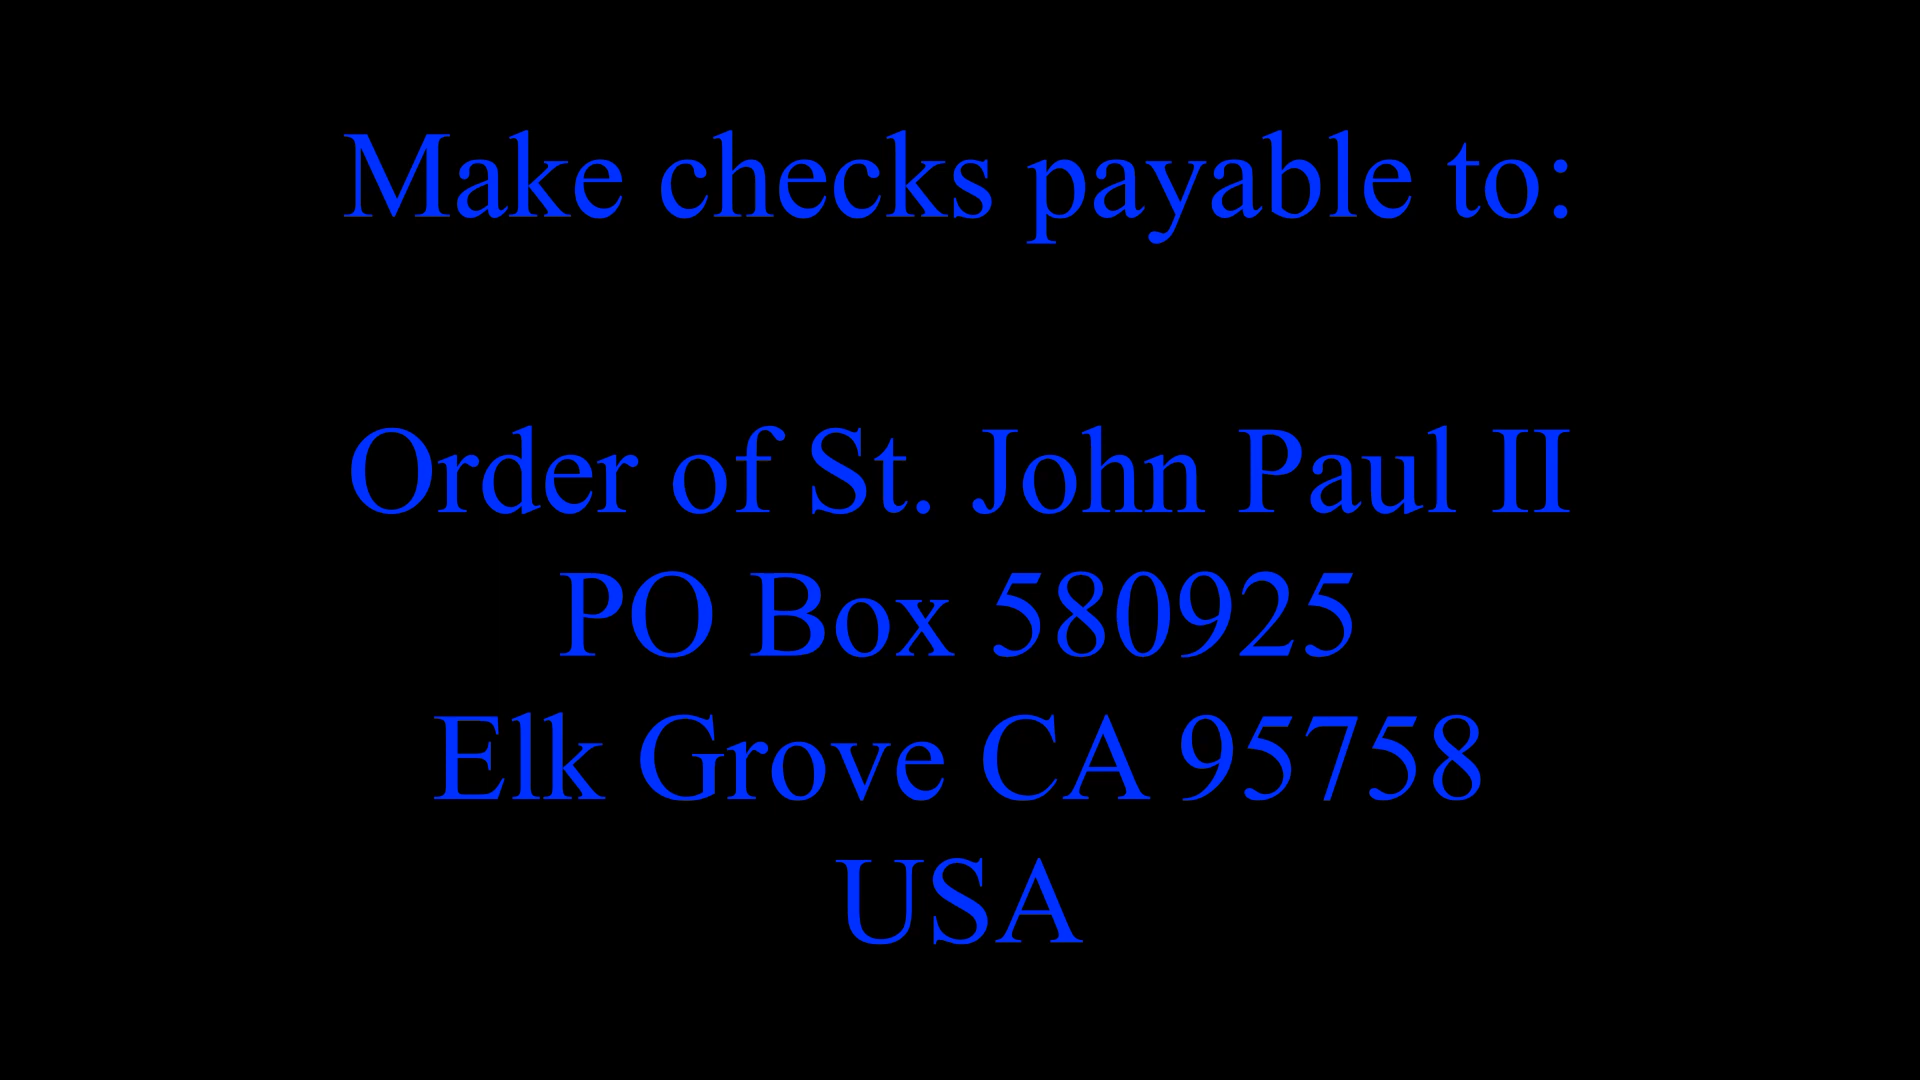 Make checks payable to:
Order of St. John Paul II
PO Box 580925
Elk Grove CA 95758
USA